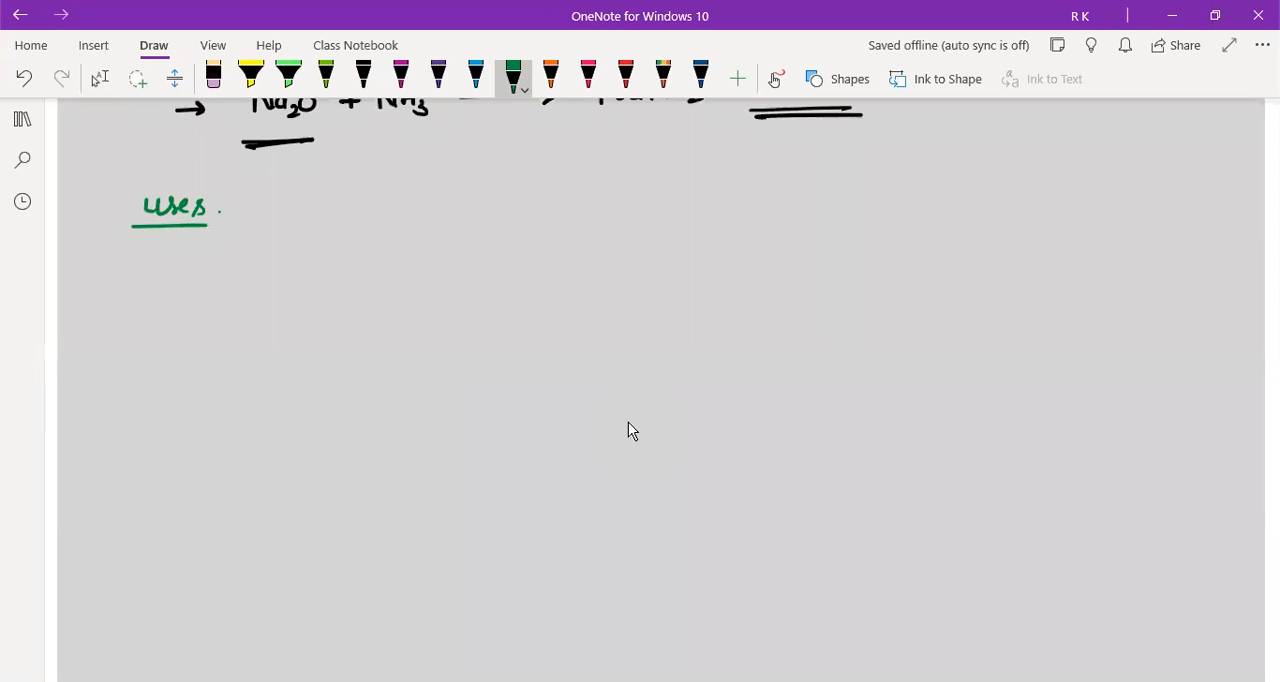 OneNote for Windows 10
R K
Home Insert Draw View Help Class Notebook
Saved offline (auto sync is off) Share
Shapes Ink to Shape Ink to Text
→ Na2O + NH3
uses.